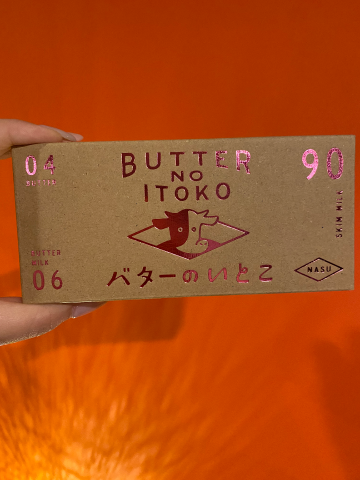 04
BUTTER
BUTTER
NO
ITOKO
90
SKIM MILK
BUTTER
MILK
06
バターのいとこ
NASU